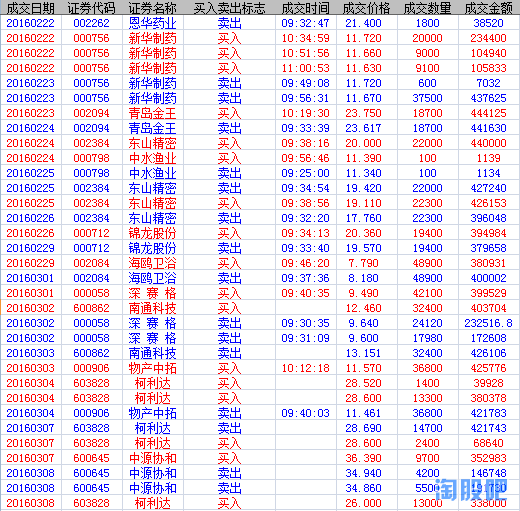 成交日期 证券代码 证券名称 买入卖出标志 成交时间 成交价格 成交数量 成交金额
20160222 002262 恩华药业 卖出 09:32:47 21.400 1800 38520
20160222 000756 新华制药 买入 10:34:59 11.720 20000 234400
20160222 000756 新华制药 买入 10:51:56 11.660 9000 104940
20160222 000756 新华制药 买入 11:00:53 11.630 9100 105833
20160223 000756 新华制药 卖出 09:49:08 11.720 600 7032
20160223 000756 新华制药 卖出 09:56:31 11.670 37500 437625
20160223 002094 青岛金王 买入 10:19:30 23.750 18700 444125
20160224 002094 青岛金王 卖出 09:33:39 23.617 18700 441630
20160224 002384 东山精密 买入 09:38:16 20.000 22000 440000
20160224 000798 中水渔业 买入 09:56:46 11.390 100 1139
20160225 000798 中水渔业 卖出 09:25:00 11.340 100 1134
20160225 002384 东山精密 卖出 09:34:54 19.420 22000 427240
20160225 002384 东山精密 买入 09:38:56 19.110 22300 426153
20160226 002384 东山精密 卖出 09:32:20 17.760 22300 396048
20160226 000712 锦龙股份 买入 09:34:13 20.360 19400 394984
20160229 000712 锦龙股份 卖出 09:33:40 19.570 19400 379658
20160229 002084 海鸥卫浴 买入 09:46:20 7.790 48900 380931
20160301 002084 海鸥卫浴 卖出 09:37:36 8.180 48900 400002
20160301 000058 深 赛 格 买入 09:40:35 9.490 42100 399529
20160302 600862 南通科技 买入 12.460 32400 403704
20160302 000058 深 赛 格 卖出 09:30:35 9.640 24120 232516.8
20160302 000058 深 赛 格 卖出 09:31:09 9.600 17980 172608
20160303 600862 南通科技 卖出 13.151 32400 426106
20160303 000906 物产中拓 买入 10:12:18 11.570 36800 425776
20160304 603828 柯利达 买入 28.520 1400 39928
20160304 603828 柯利达 买入 28.600 13300 380378
20160304 000906 物产中拓 卖出 09:40:03 11.461 36800 421783
20160307 603828 柯利达 卖出 28.690 14700 421743
20160307 603828 柯利达 买入 28.600 2400 68640
20160307 600645 中源协和 买入 36.390 9700 352983
20160308 600645 中源协和 卖出 34.940 4200 146748
20160308 600645 中源协和 卖出 34.860 5500
20160308 603828 柯利达 买入 26.000 13000 338000
淘股吧